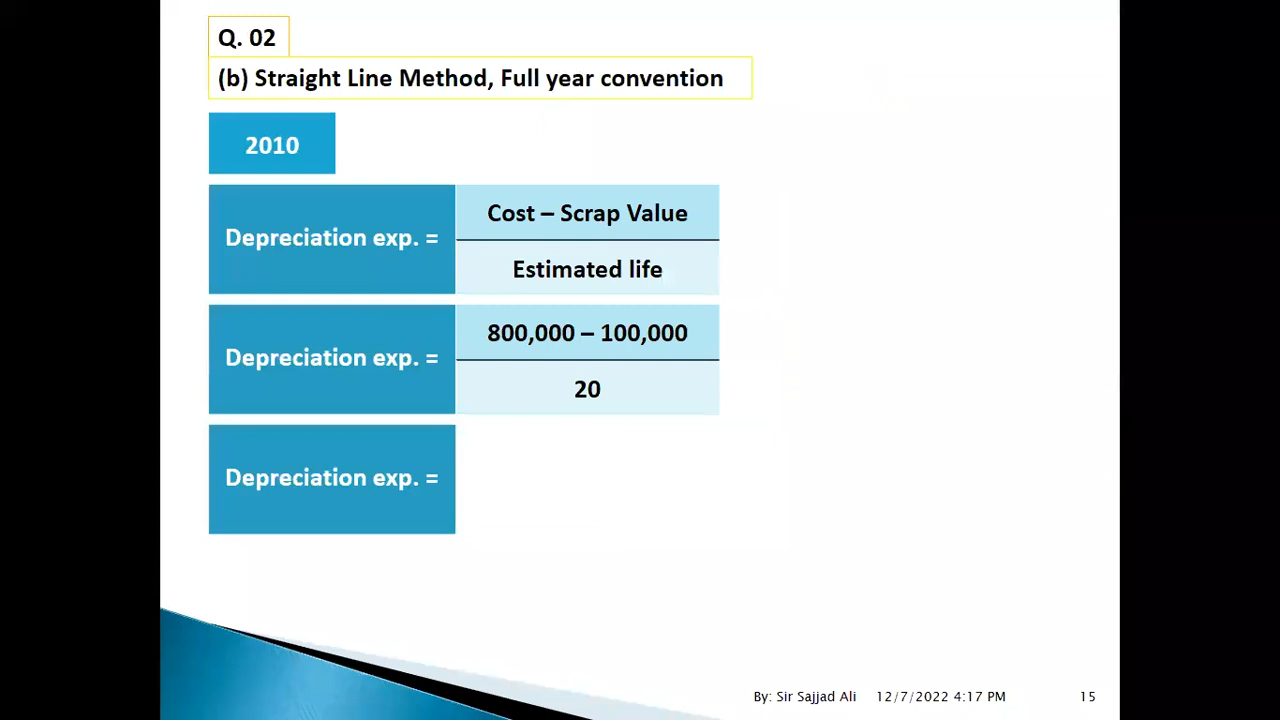 Q. 02
(b) Straight Line Method, Full year convention
2010
Depreciation exp. =
Cost – Scrap Value
Estimated life
Depreciation exp. =
800,000 – 100,000
20
Depreciation exp. =
By: Sir Sajjad Ali 12/7/2022 4:17 PM 15